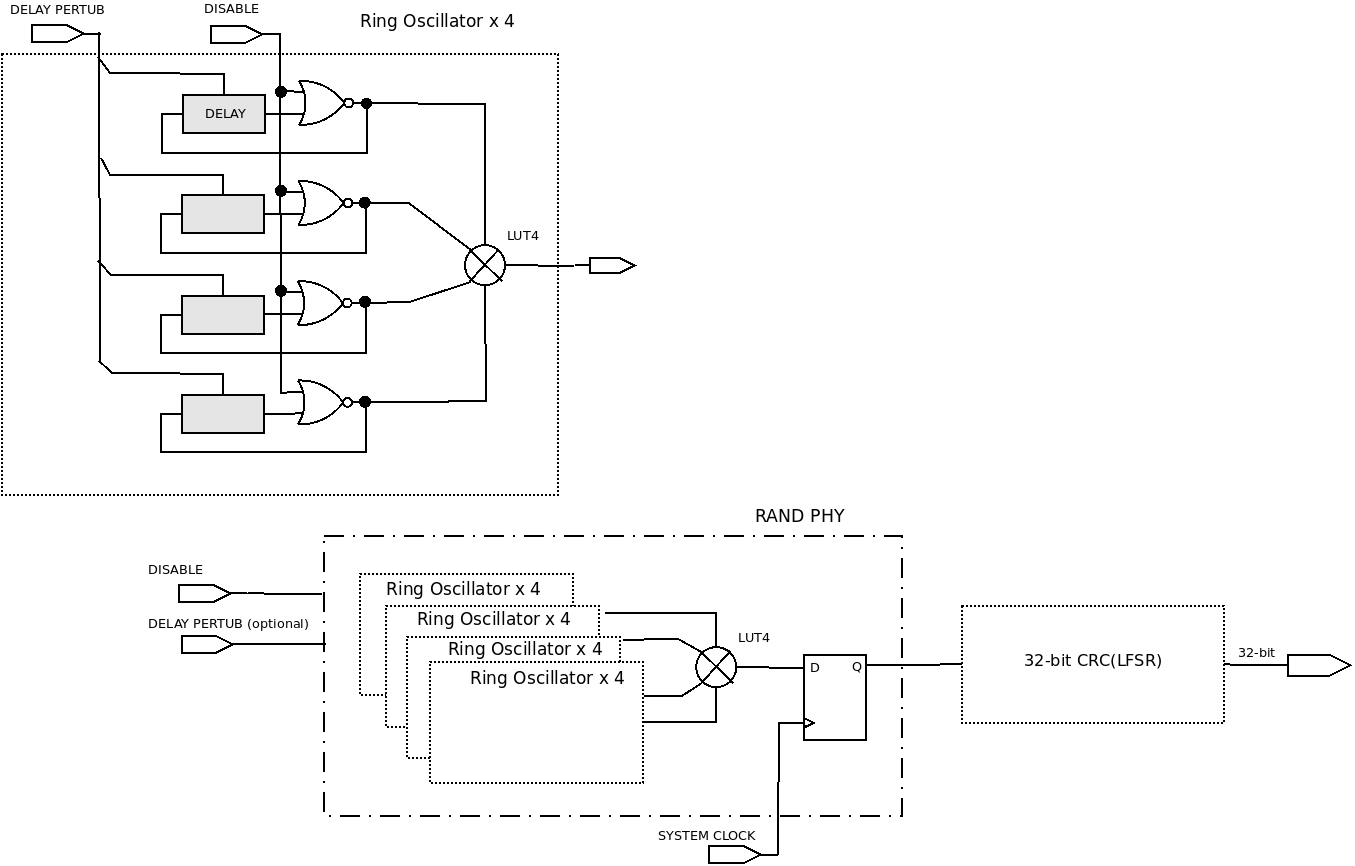 DELAY PERTUB
DISABLE
Ring Oscillator x 4
DELAY
LUT4
RAND PHY
DISABLE
DELAY PERTUB (optional)
Ring Oscillator x 4
Ring Oscillator x 4
Ring Oscillator x 4
Ring Oscillator x 4
LUT4
D
Q
32-bit CRC(LFSR)
32-bit
SYSTEM CLOCK